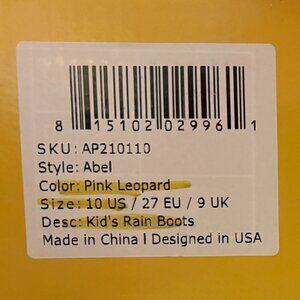 8 15102 02996 1
SKU: AP210110
Style: Abel
Color: Pink Leopard
Size: 10 US / 27 EU / 9 UK
Desc: Kid's Rain Boots
Made in China | Designed in USA